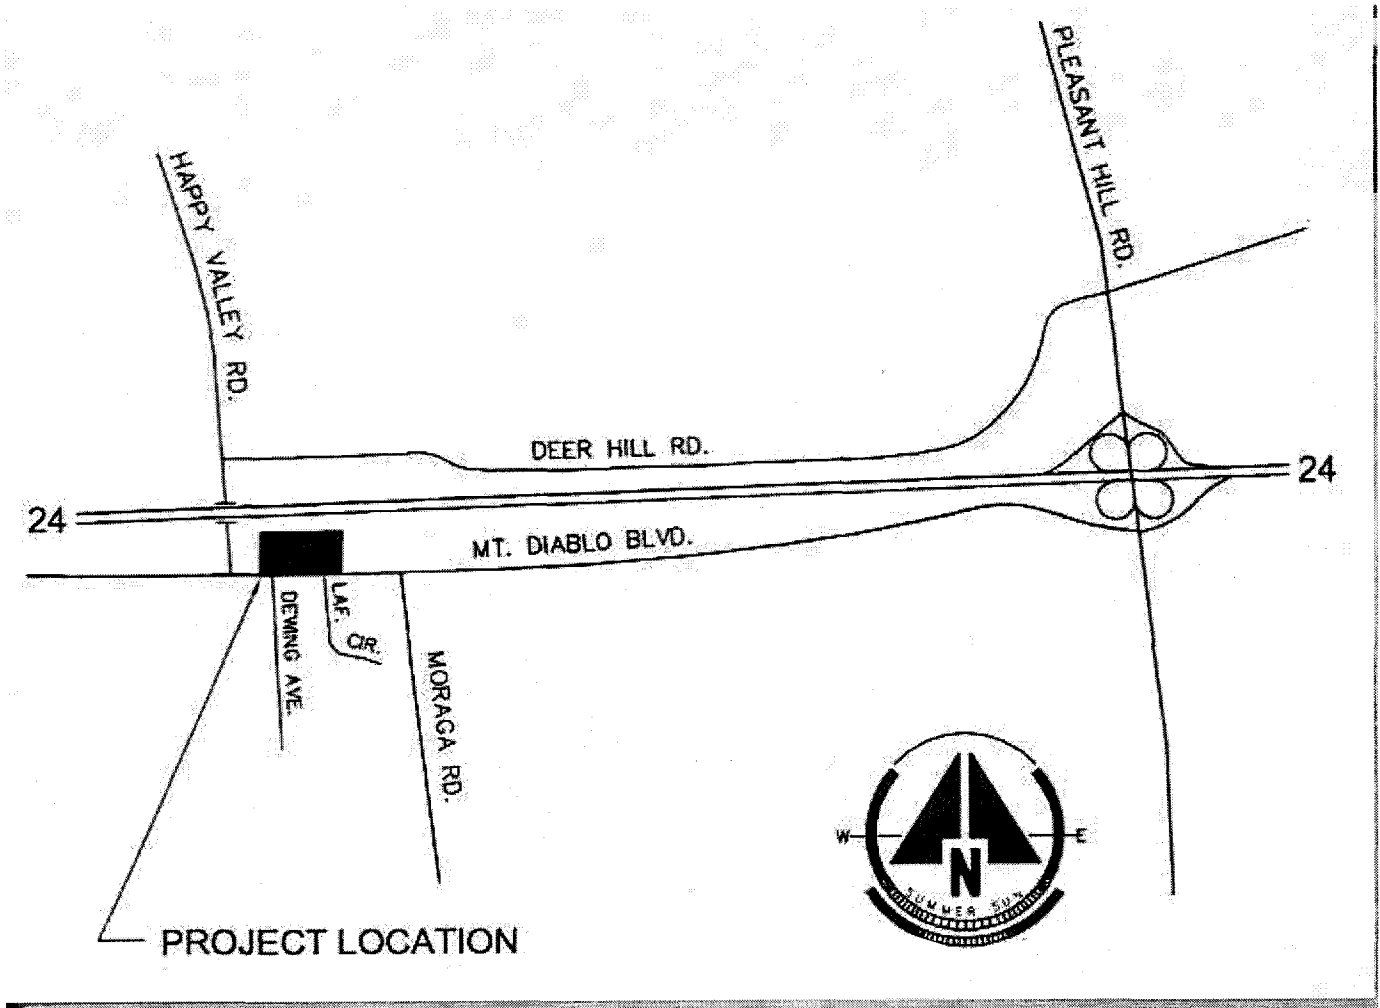 PLEASANT HILL RD.
HAPPY VALLEY RD.
DEER HILL RD.
24
24
MT. DIABLO BLVD.
DEWING AVE.
LAF. CIR.
MORAGA RD.
W
E
N
SUMMER SUN
PROJECT LOCATION